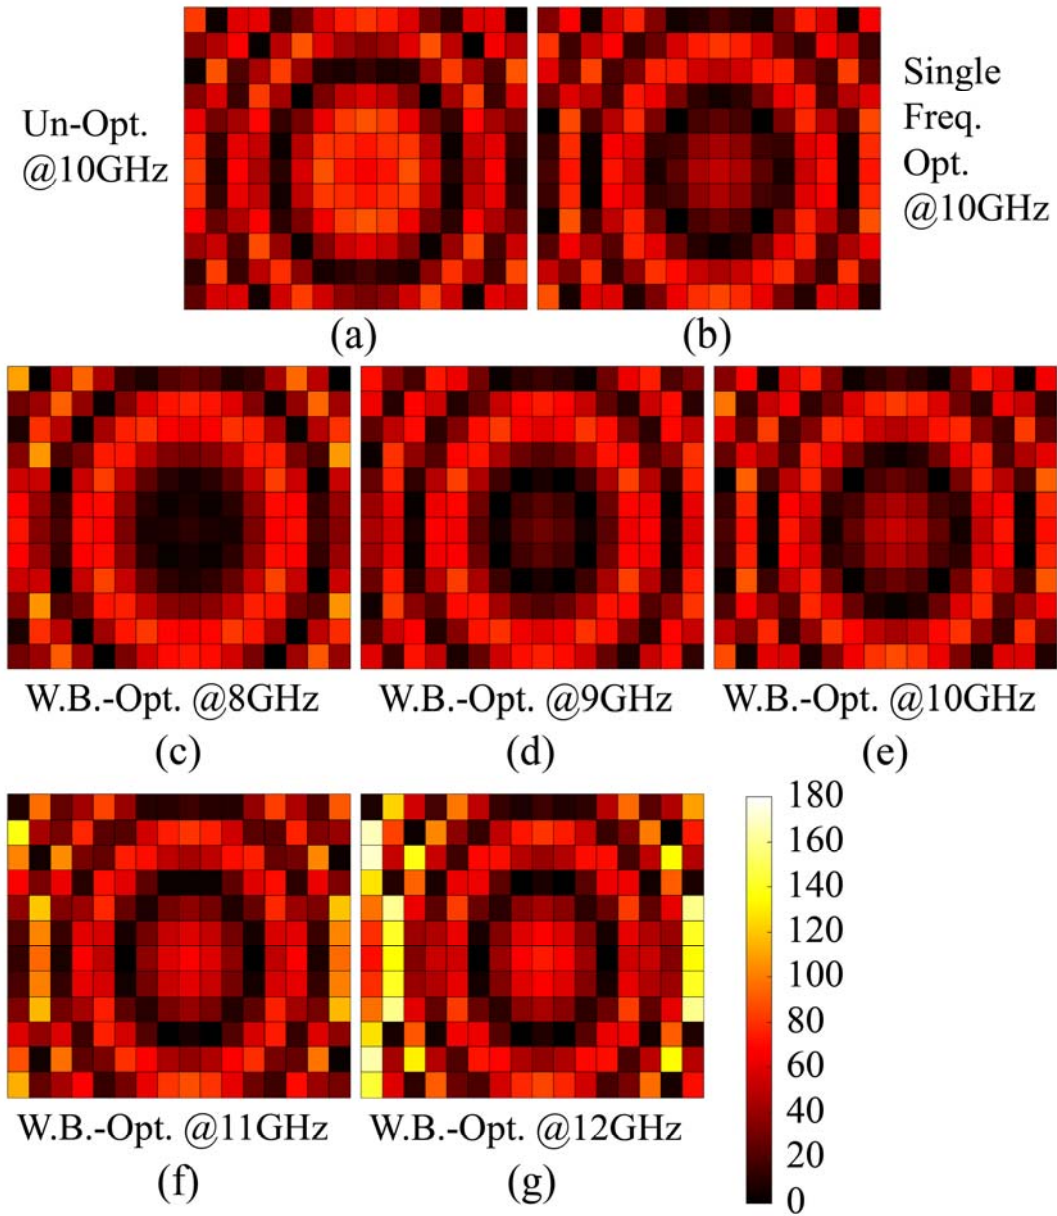 Un-Opt.
@10GHz
Single
Freq.
Opt.
@10GHz
(a)
(b)
W.B.-Opt. @8GHz
W.B.-Opt. @9GHz
W.B.-Opt. @10GHz
(c)
(d)
(e)
180
160
140
120
100
80
60
40
20
0
W.B.-Opt. @11GHz
W.B.-Opt. @12GHz
(f)
(g)